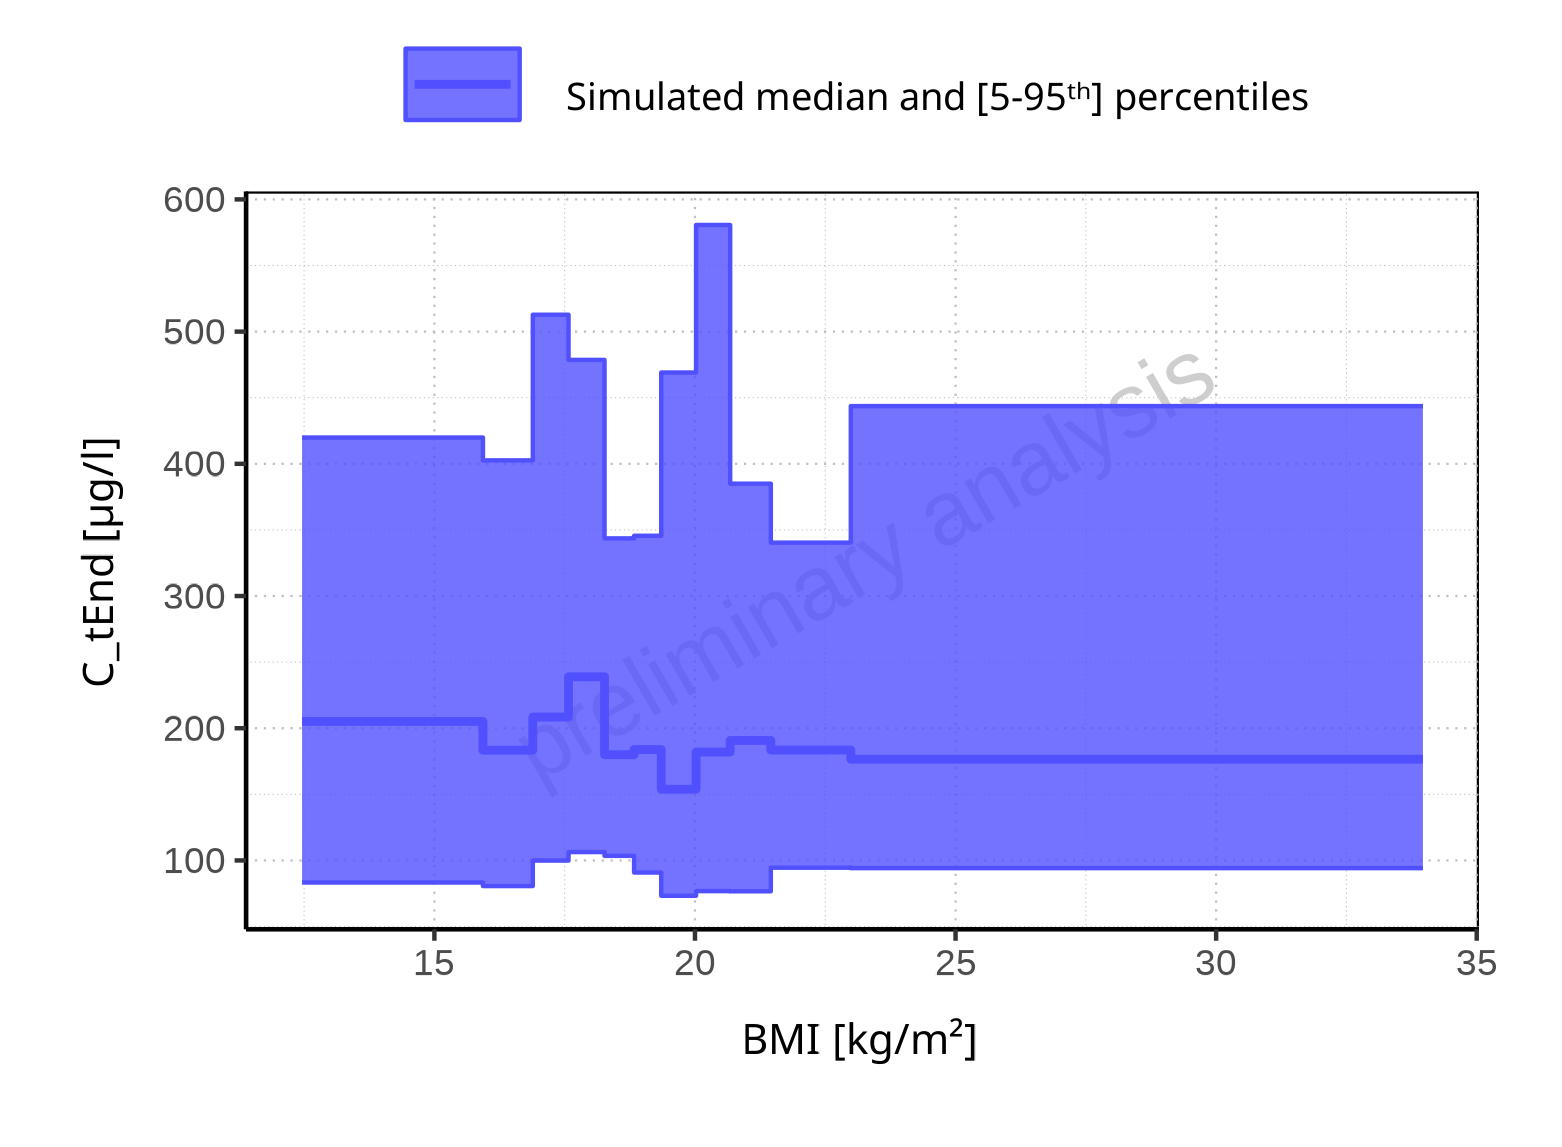 Simulated median and [5-95ᵗʰ] percentiles
600
500
400
300
200
100
C_tEnd [µg/l]
preliminary analysis
15 20 25 30 35
BMI [kg/m²]